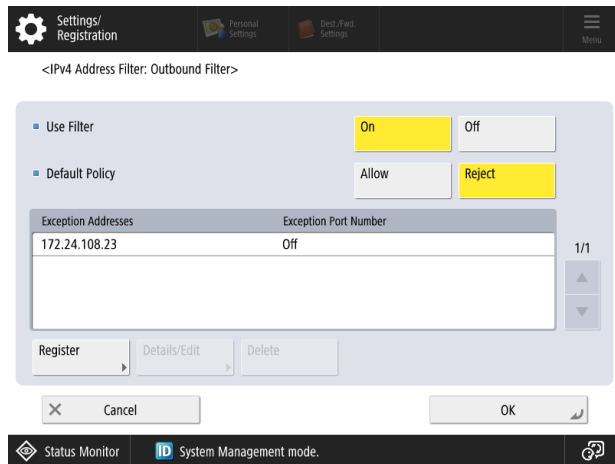 Settings/
Registration
Personal
Settings
Dest./Fwd.
Settings
Menu
<IPv4 Address Filter: Outbound Filter>
Use Filter
On
Off
Default Policy
Allow
Reject
Exception Addresses
Exception Port Number
172.24.108.23
Off
1/1
Register
Details/Edit
Delete
Cancel
OK
Status Monitor
ID
System Management mode.